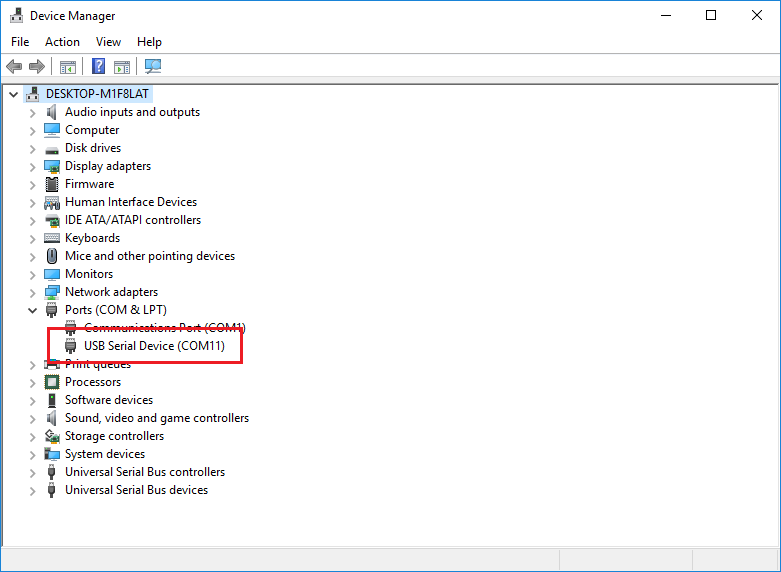 Device Manager
File Action View Help
DESKTOP-M1F8LAT
Audio inputs and outputs
Computer
Disk drives
Display adapters
Firmware
Human Interface Devices
IDE ATA/ATAPI controllers
Keyboards
Mice and other pointing devices
Monitors
Network adapters
Ports (COM & LPT)
Communications Port (COM1)
USB Serial Device (COM11)
Print queues
Processors
Software devices
Sound, video and game controllers
Storage controllers
System devices
Universal Serial Bus controllers
Universal Serial Bus devices